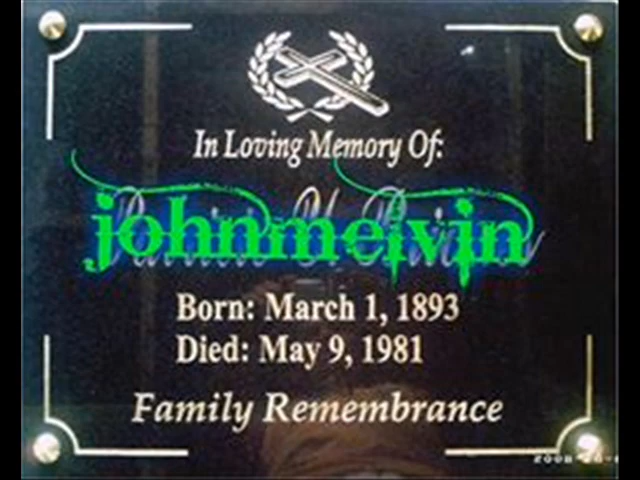 In Loving Memory Of:
johnmelvin
Born: March 1, 1893
Died: May 9, 1981
Family Remembrance